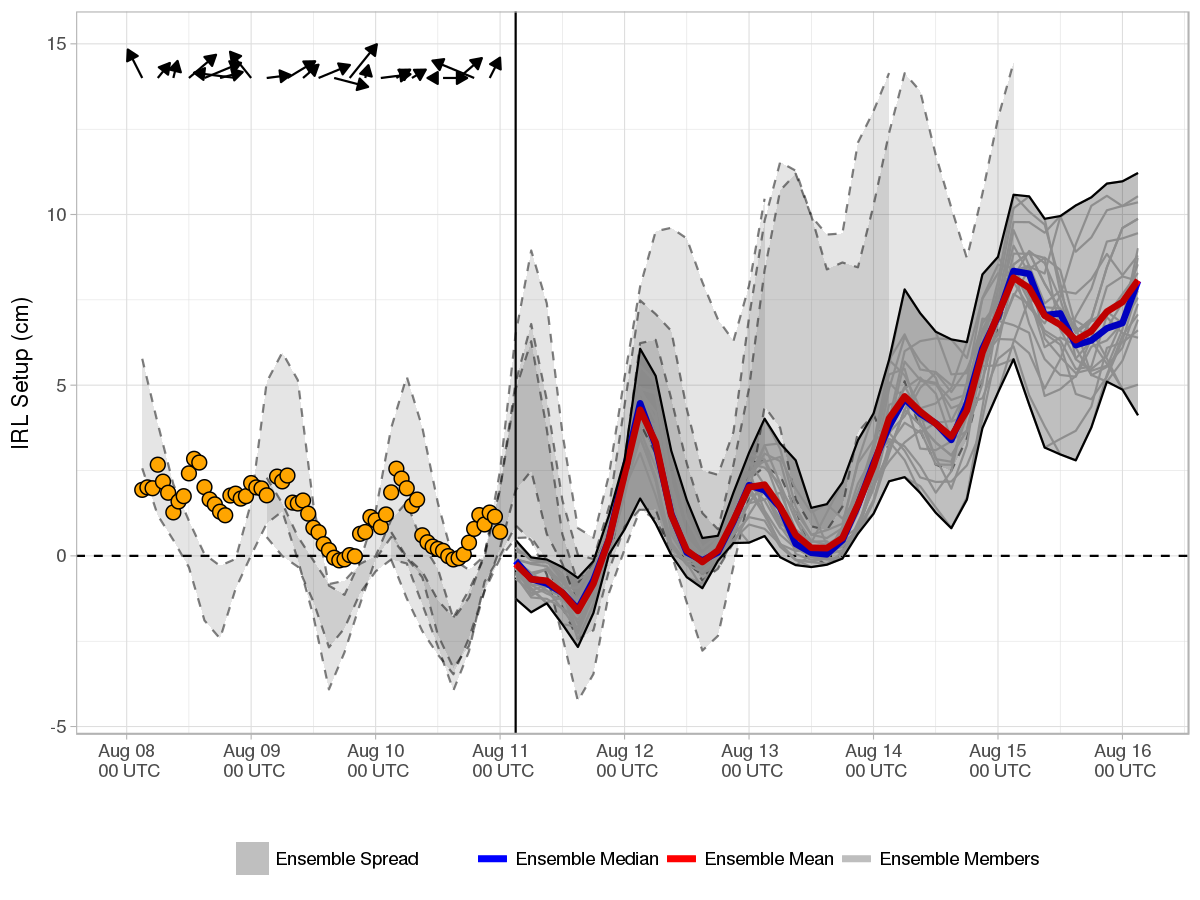 15
10
5
0
-5
IRL Setup (cm)
Aug 08 Aug 09 Aug 10 Aug 11 Aug 12 Aug 13 Aug 14 Aug 15 Aug 16
00 UTC 00 UTC 00 UTC 00 UTC 00 UTC 00 UTC 00 UTC 00 UTC 00 UTC
Ensemble Spread Ensemble Median Ensemble Mean Ensemble Members